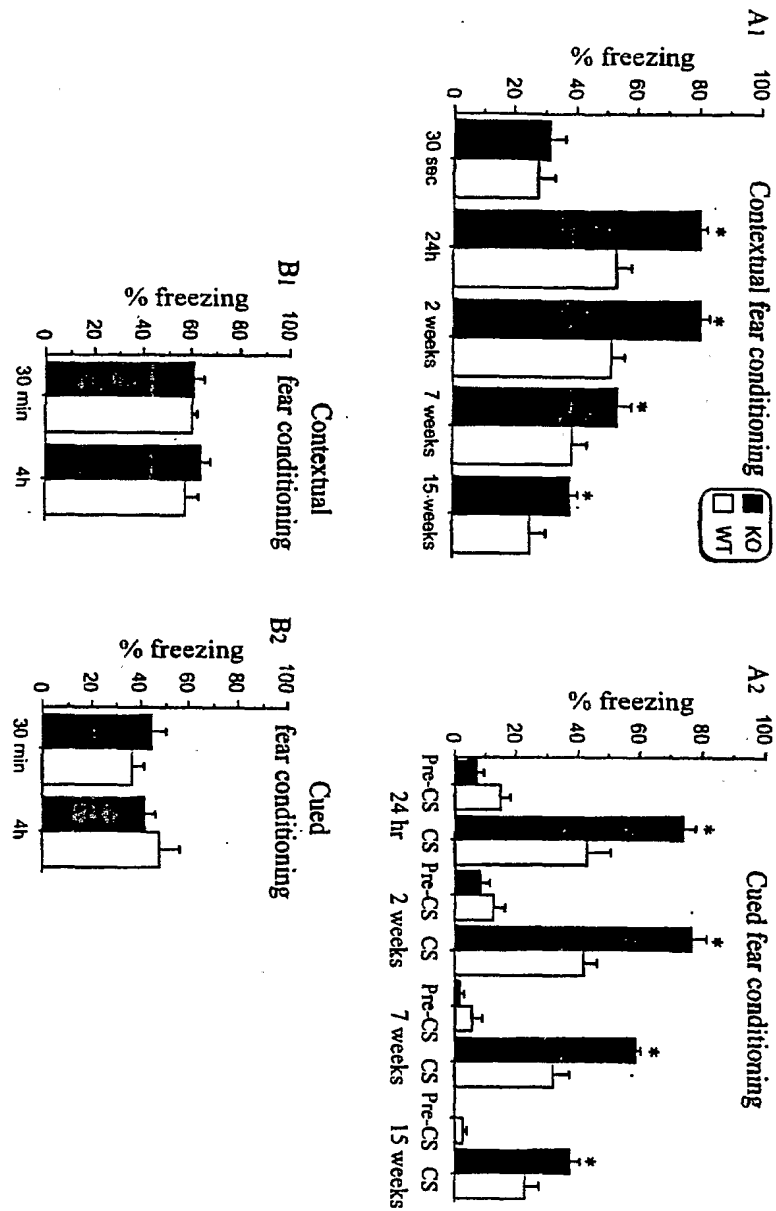 A1
Contextual fear conditioning
KO
WT
% freezing
100
80
60
40
20
0
30 sec
24h
2 weeks
7 weeks
15 weeks
*
*
*
*
A2
Cued fear conditioning
% freezing
100
80
60
40
20
0
Pre-CS CS Pre-CS CS Pre-CS CS Pre-CS CS
24 hr
2 weeks
7 weeks
15 weeks
*
*
*
*
B1
Contextual
fear conditioning
% freezing
100
80
60
40
20
0
30 min
4h
B2
Cued
fear conditioning
% freezing
100
80
60
40
20
0
30 min
4h